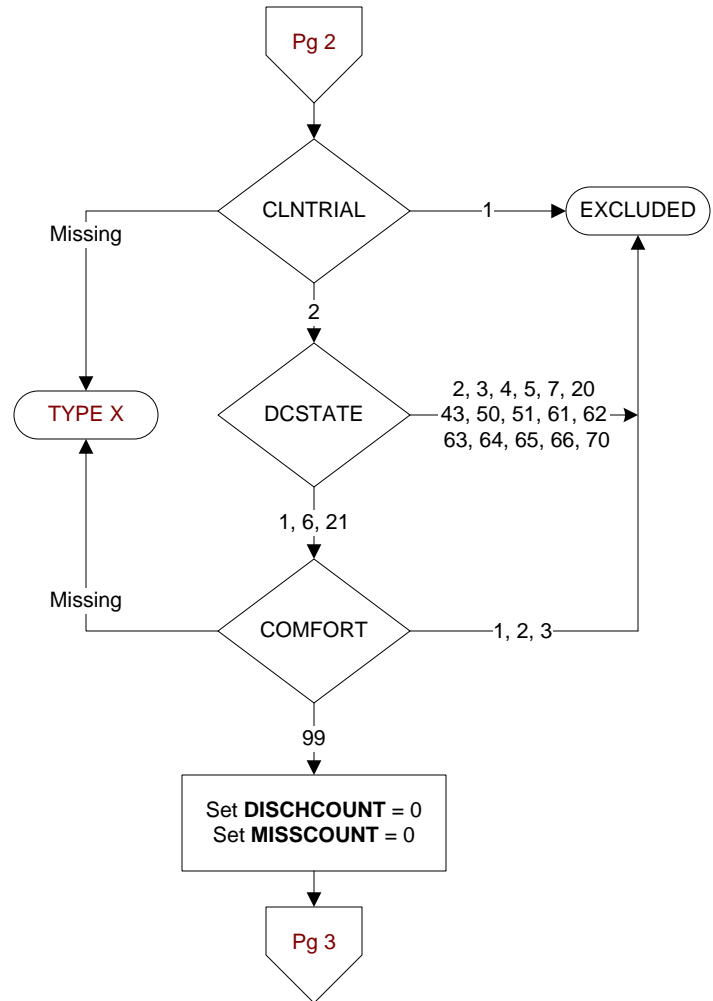 Pg 2
CLNTRIAL
1
EXCLUDED
Missing
2
TYPE X
DCSTATE
2, 3, 4, 5, 7, 20
43, 50, 51, 61, 62
63, 64, 65, 66, 70
1, 6, 21
Missing
COMFORT
1, 2, 3
99
Set DISCHCOUNT = 0
Set MISSCOUNT = 0
Pg 3